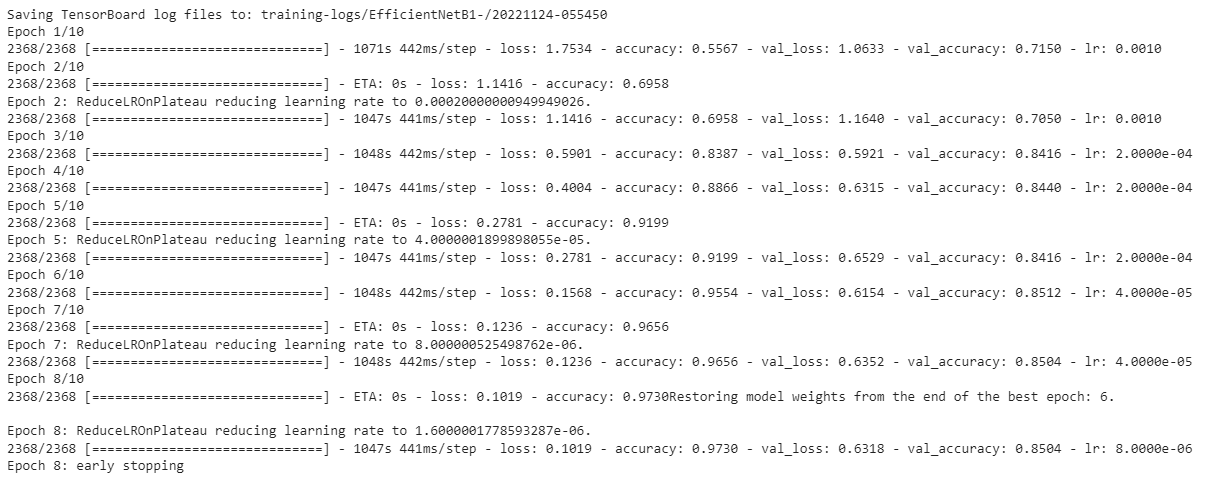 Saving TensorBoard log files to: training-logs/EfficientNetB1-/20221124-055450
Epoch 1/10
2368/2368 [==============================] - 1071s 442ms/step - loss: 1.7534 - accuracy: 0.5567 - val_loss: 1.0633 - val_accuracy: 0.7150 - lr: 0.0010
Epoch 2/10
2368/2368 [==============================] - ETA: 0s - loss: 1.1416 - accuracy: 0.6958
Epoch 2: ReduceLROnPlateau reducing learning rate to 0.00020000000949949026.
2368/2368 [==============================] - 1047s 441ms/step - loss: 1.1416 - accuracy: 0.6958 - val_loss: 1.1640 - val_accuracy: 0.7050 - lr: 0.0010
Epoch 3/10
2368/2368 [==============================] - 1048s 442ms/step - loss: 0.5901 - accuracy: 0.8387 - val_loss: 0.5921 - val_accuracy: 0.8416 - lr: 2.0000e-04
Epoch 4/10
2368/2368 [==============================] - 1047s 441ms/step - loss: 0.4004 - accuracy: 0.8866 - val_loss: 0.6315 - val_accuracy: 0.8440 - lr: 2.0000e-04
Epoch 5/10
2368/2368 [==============================] - ETA: 0s - loss: 0.2781 - accuracy: 0.9199
Epoch 5: ReduceLROnPlateau reducing learning rate to 4.0000001899898055e-05.
2368/2368 [==============================] - 1047s 441ms/step - loss: 0.2781 - accuracy: 0.9199 - val_loss: 0.6529 - val_accuracy: 0.8416 - lr: 2.0000e-04
Epoch 6/10
2368/2368 [==============================] - 1048s 442ms/step - loss: 0.1568 - accuracy: 0.9554 - val_loss: 0.6154 - val_accuracy: 0.8512 - lr: 4.0000e-05
Epoch 7/10
2368/2368 [==============================] - ETA: 0s - loss: 0.1236 - accuracy: 0.9656
Epoch 7: ReduceLROnPlateau reducing learning rate to 8.000000525498762e-06.
2368/2368 [==============================] - 1048s 442ms/step - loss: 0.1236 - accuracy: 0.9656 - val_loss: 0.6352 - val_accuracy: 0.8504 - lr: 4.0000e-05
Epoch 8/10
2368/2368 [==============================] - ETA: 0s - loss: 0.1019 - accuracy: 0.9730Restoring model weights from the end of the best epoch: 6.
Epoch 8: ReduceLROnPlateau reducing learning rate to 1.6000001778593287e-06.
2368/2368 [==============================] - 1047s 442ms/step - loss: 0.1019 - accuracy: 0.9730 - val_loss: 0.6318 - val_accuracy: 0.8504 - lr: 8.0000e-06
Epoch 8: early stopping